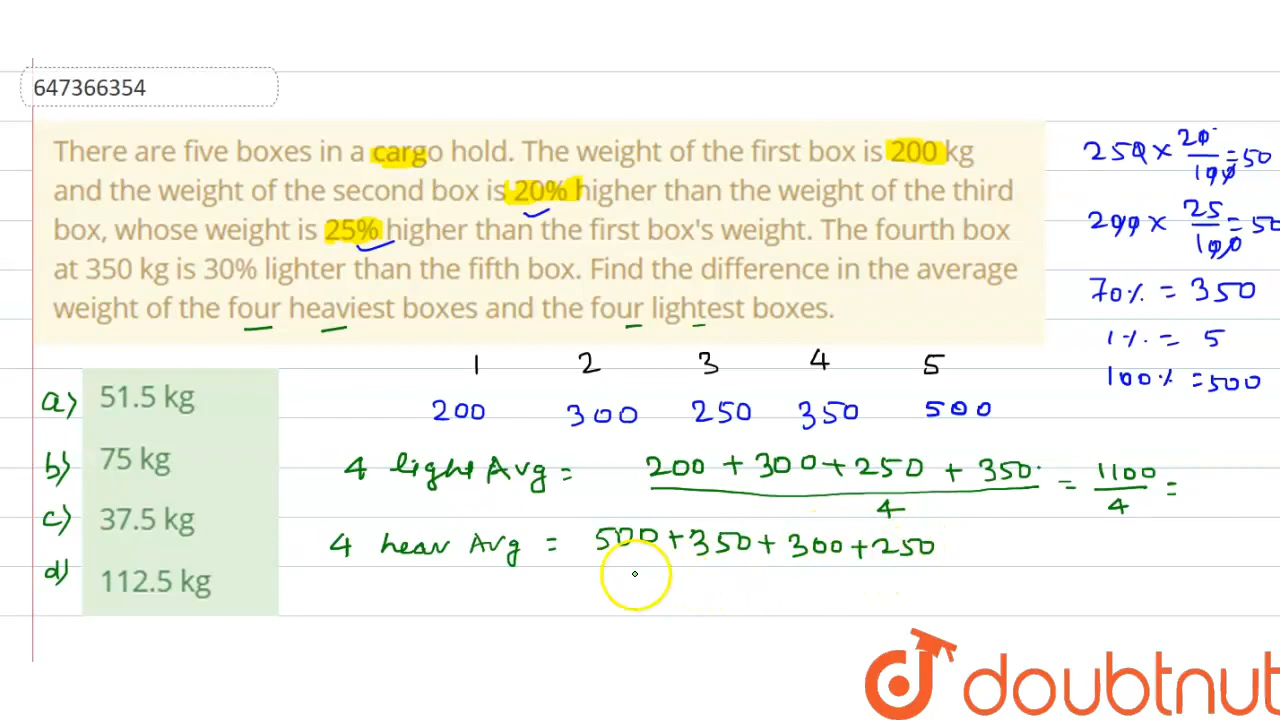 647366354
There are five boxes in a cargo hold. The weight of the first box is 200 kg
and the weight of the second box is 20% higher than the weight of the third
box, whose weight is 25% higher than the first box's weight. The fourth box
at 350 kg is 30% lighter than the fifth box. Find the difference in the average
weight of the four heaviest boxes and the four lightest boxes.
250 × 20/100 = 50
200 × 25/100 = 50
70% = 350
1% = 5
100% = 500
1 2 3 4 5
200 300 250 350 500
a) 51.5 kg
b) 75 kg
c) 37.5 kg
d) 112.5 kg
4 light Avg = 200 + 300 + 250 + 350/4 = 1100/4 =
4 heav Avg = 500 + 350 + 300 + 250
doubtnut